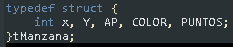 typedef struct {
    int x, Y, AP, COLOR, PUNTOS;
}tManzana;